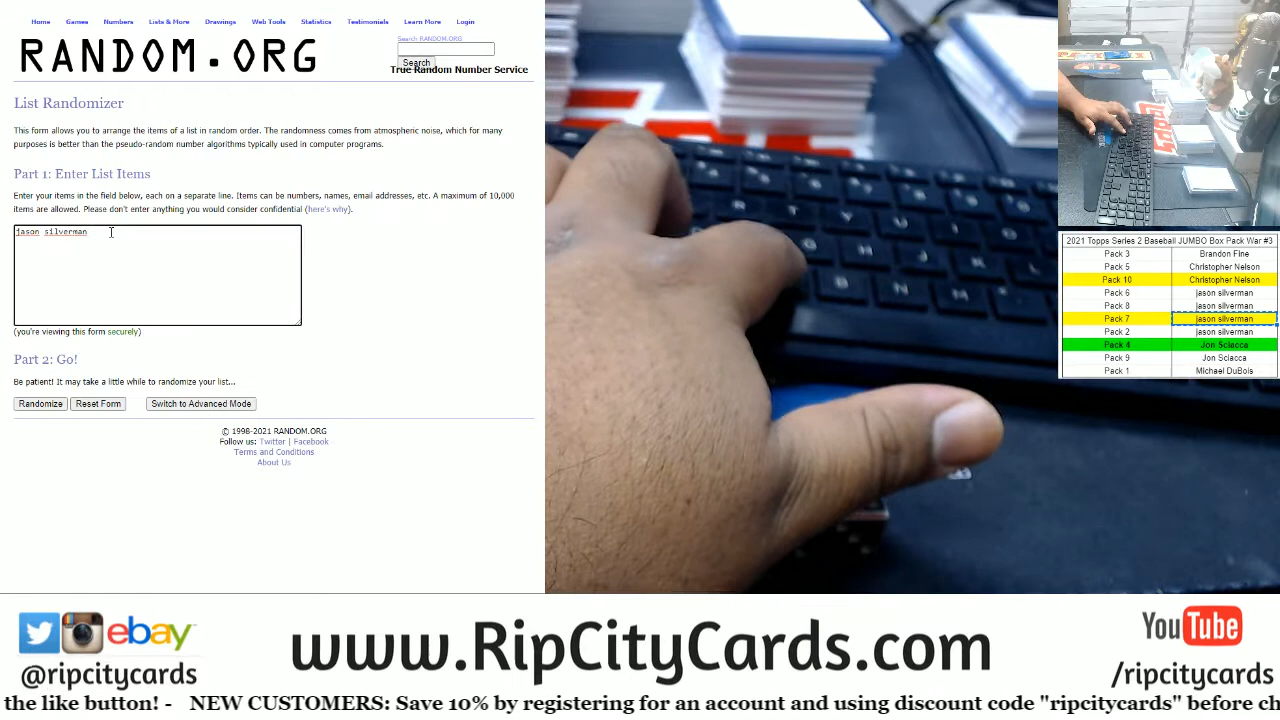 Home Games Numbers Lists & More Drawings Web Tools Statistics Testimonials Learn More Login
RANDOM.ORG
Search RANDOM.ORG
Search
True Random Number Service
List Randomizer
This form allows you to arrange the items of a list in random order. The randomness comes from atmospheric noise, which for many
purposes is better than the pseudo-random number algorithms typically used in computer programs.
Part 1: Enter List Items
Enter your items in the field below, each on a separate line. Items can be numbers, names, email addresses, etc. A maximum of 10,000
items are allowed. Please don't enter anything you would consider confidential (here's why).
jason silverman
(you're viewing this form securely)
Part 2: Go!
Be patient! It may take a little while to randomize your list...
Randomize Reset Form Switch to Advanced Mode
© 1998-2021 RANDOM.ORG
Follow us: Twitter | Facebook
Terms and Conditions
About Us
2021 Topps Series 2 Baseball JUMBO Box Pack War #3
Pack 3 Brandon Fine
Pack 5 Christopher Nelson
Pack 10 Christopher Nelson
Pack 6 jason silverman
Pack 8 jason silverman
Pack 7 jason silverman
Pack 2 jason silverman
Pack 4 Jon Sciacca
Pack 9 Jon Sciacca
Pack 1 Michael DuBois
ebay
@ripcitycards
www.RipCityCards.com
YouTube
/ripcitycards
the like button! - NEW CUSTOMERS: Save 10% by registering for an account and using discount code "ripcitycards" before ch